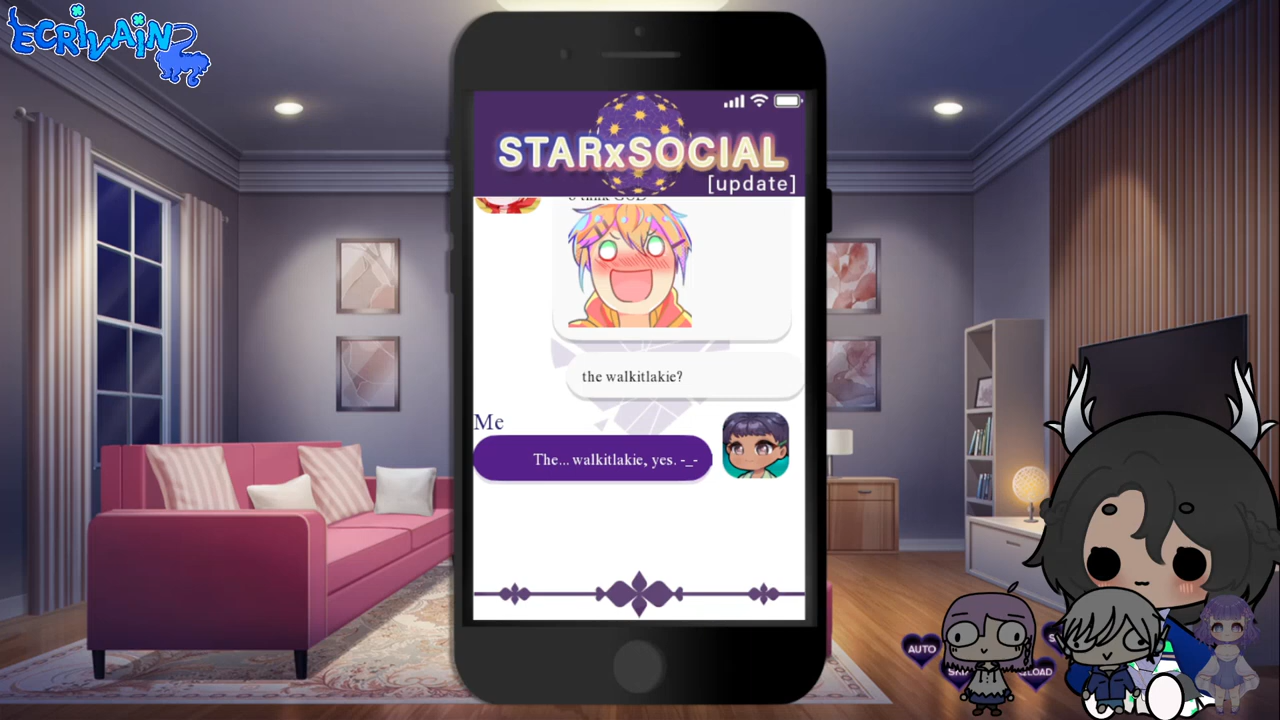 ECRIVAIN
STARxSOCIAL
[update]
the walkitlakie?
Me
The... walkitlakie, yes. -_-
AUTO